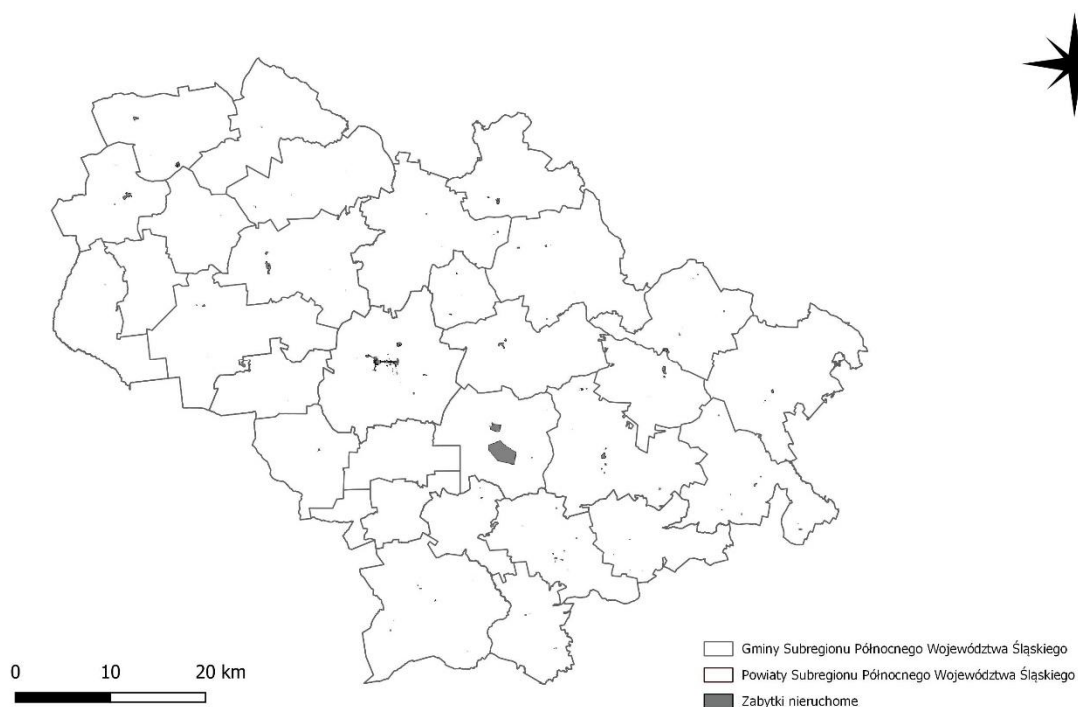 0 10 20 km
Gminy Subregionu Północnego Województwa Śląskiego
Powiaty Subregionu Północnego Województwa Śląskiego
Zabytki nieruchome